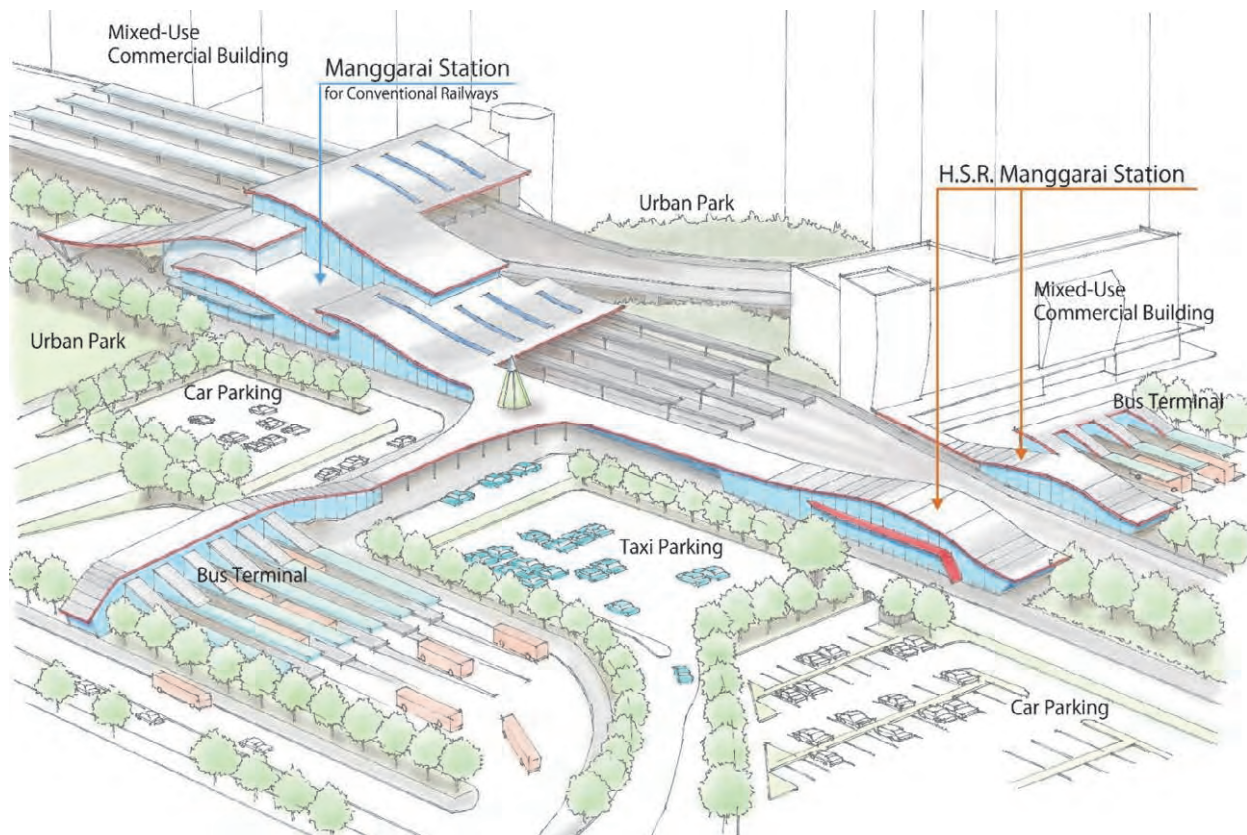 Mixed-Use
Commercial Building
Manggarai Station
for Conventional Railways
H.S.R. Manggarai Station
Urban Park
Mixed-Use
Commercial Building
Urban Park
Car Parking
Bus Terminal
Taxi Parking
Bus Terminal
Car Parking